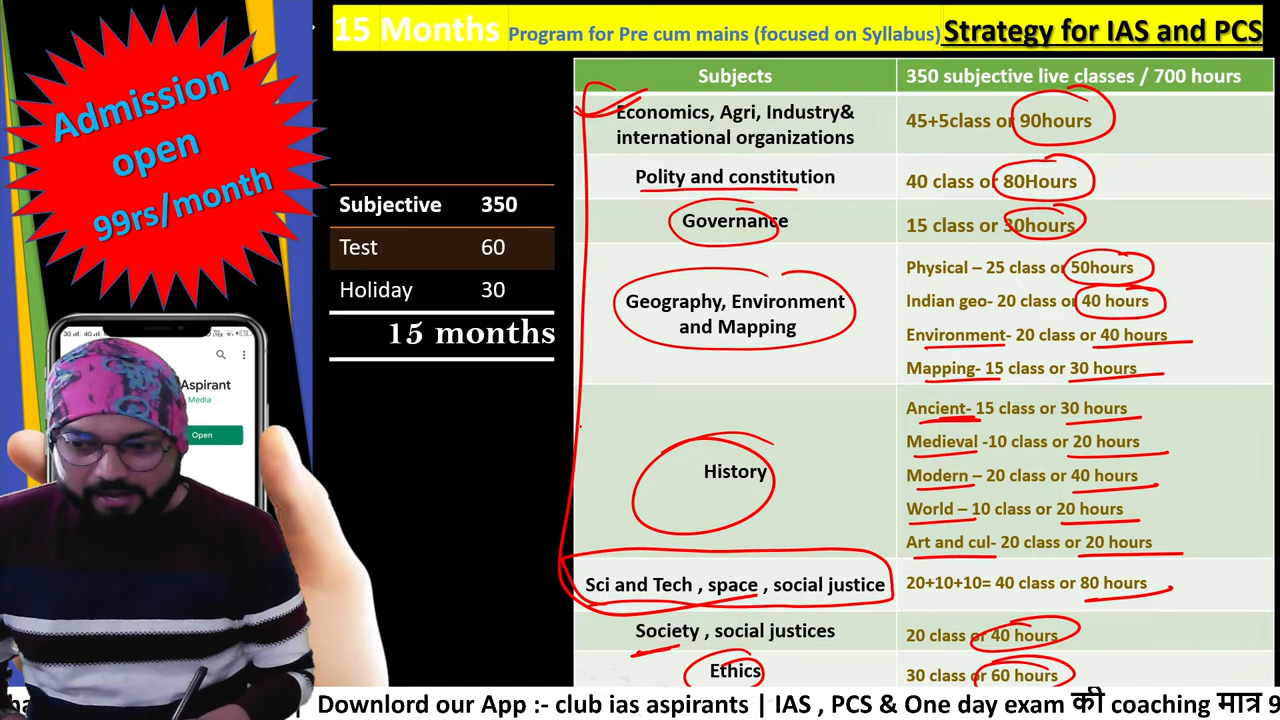 15 Months Program for Pre cum mains (focused on Syllabus) Strategy for IAS and PCS
Admission
open
99rs/month
Subjective 350
Test 60
Holiday 30
15 months
Aspirant
Media
Open
Subjects 350 subjective live classes / 700 hours
Economics, Agri, Industry&
international organizations
45+5class or 90hours
Polity and constitution 40 class or 80Hours
Governance 15 class or 30hours
Geography, Environment
and Mapping
Physical – 25 class or 50hours
Indian geo- 20 class or 40 hours
Environment- 20 class or 40 hours
Mapping- 15 class or 30 hours
History
Ancient- 15 class or 30 hours
Medieval -10 class or 20 hours
Modern – 20 class or 40 hours
World – 10 class or 20 hours
Art and cul- 20 class or 20 hours
Sci and Tech , space , social justice 20+10+10= 40 class or 80 hours
Society , social justices 20 class or 40 hours
Ethics 30 class or 60 hours
| Downlord our App :- club ias aspirants | IAS , PCS & One day exam की coaching मात्र 9